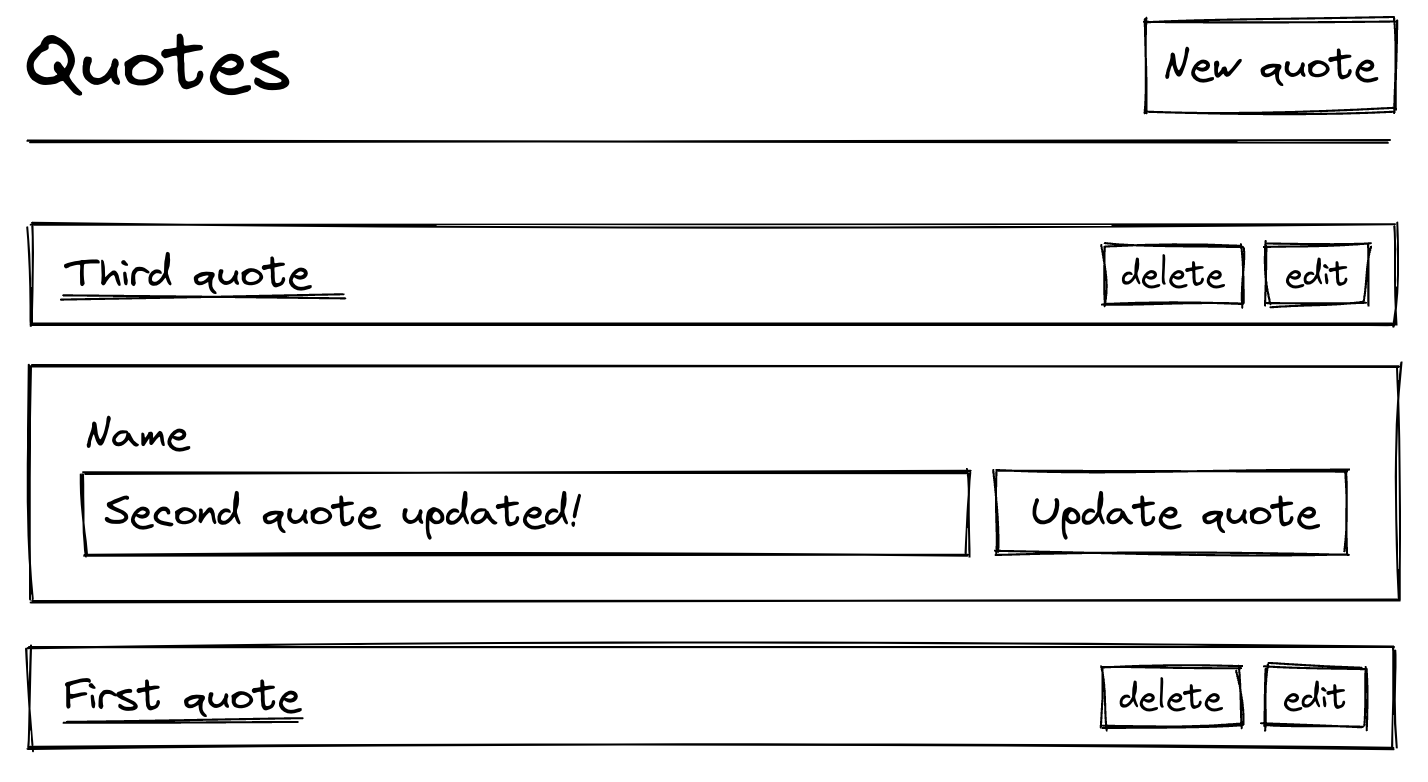 Quotes
New quote
Third quote
delete
edit
Name
Second quote updated!
Update quote
First quote
delete
edit